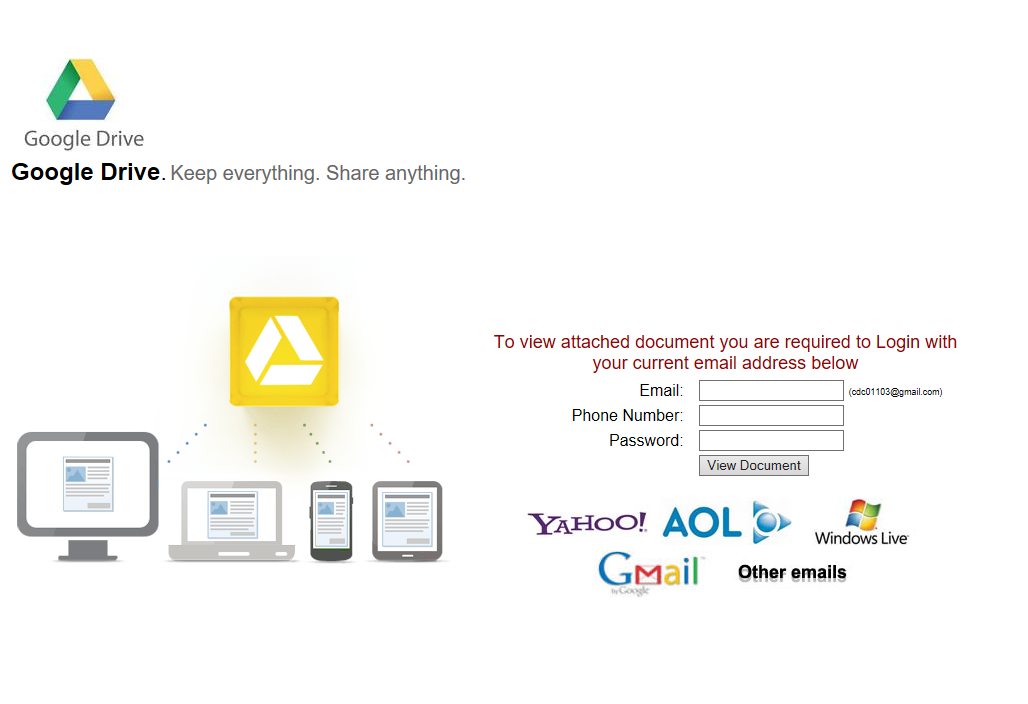 Google Drive
Google Drive. Keep everything. Share anything.
To view attached document you are required to Login with
your current email address below
Email: (cdc01103@gmail.com)
Phone Number:
Password:
View Document
YAHOO! AOL Windows Live
Gmail Other emails
by Google